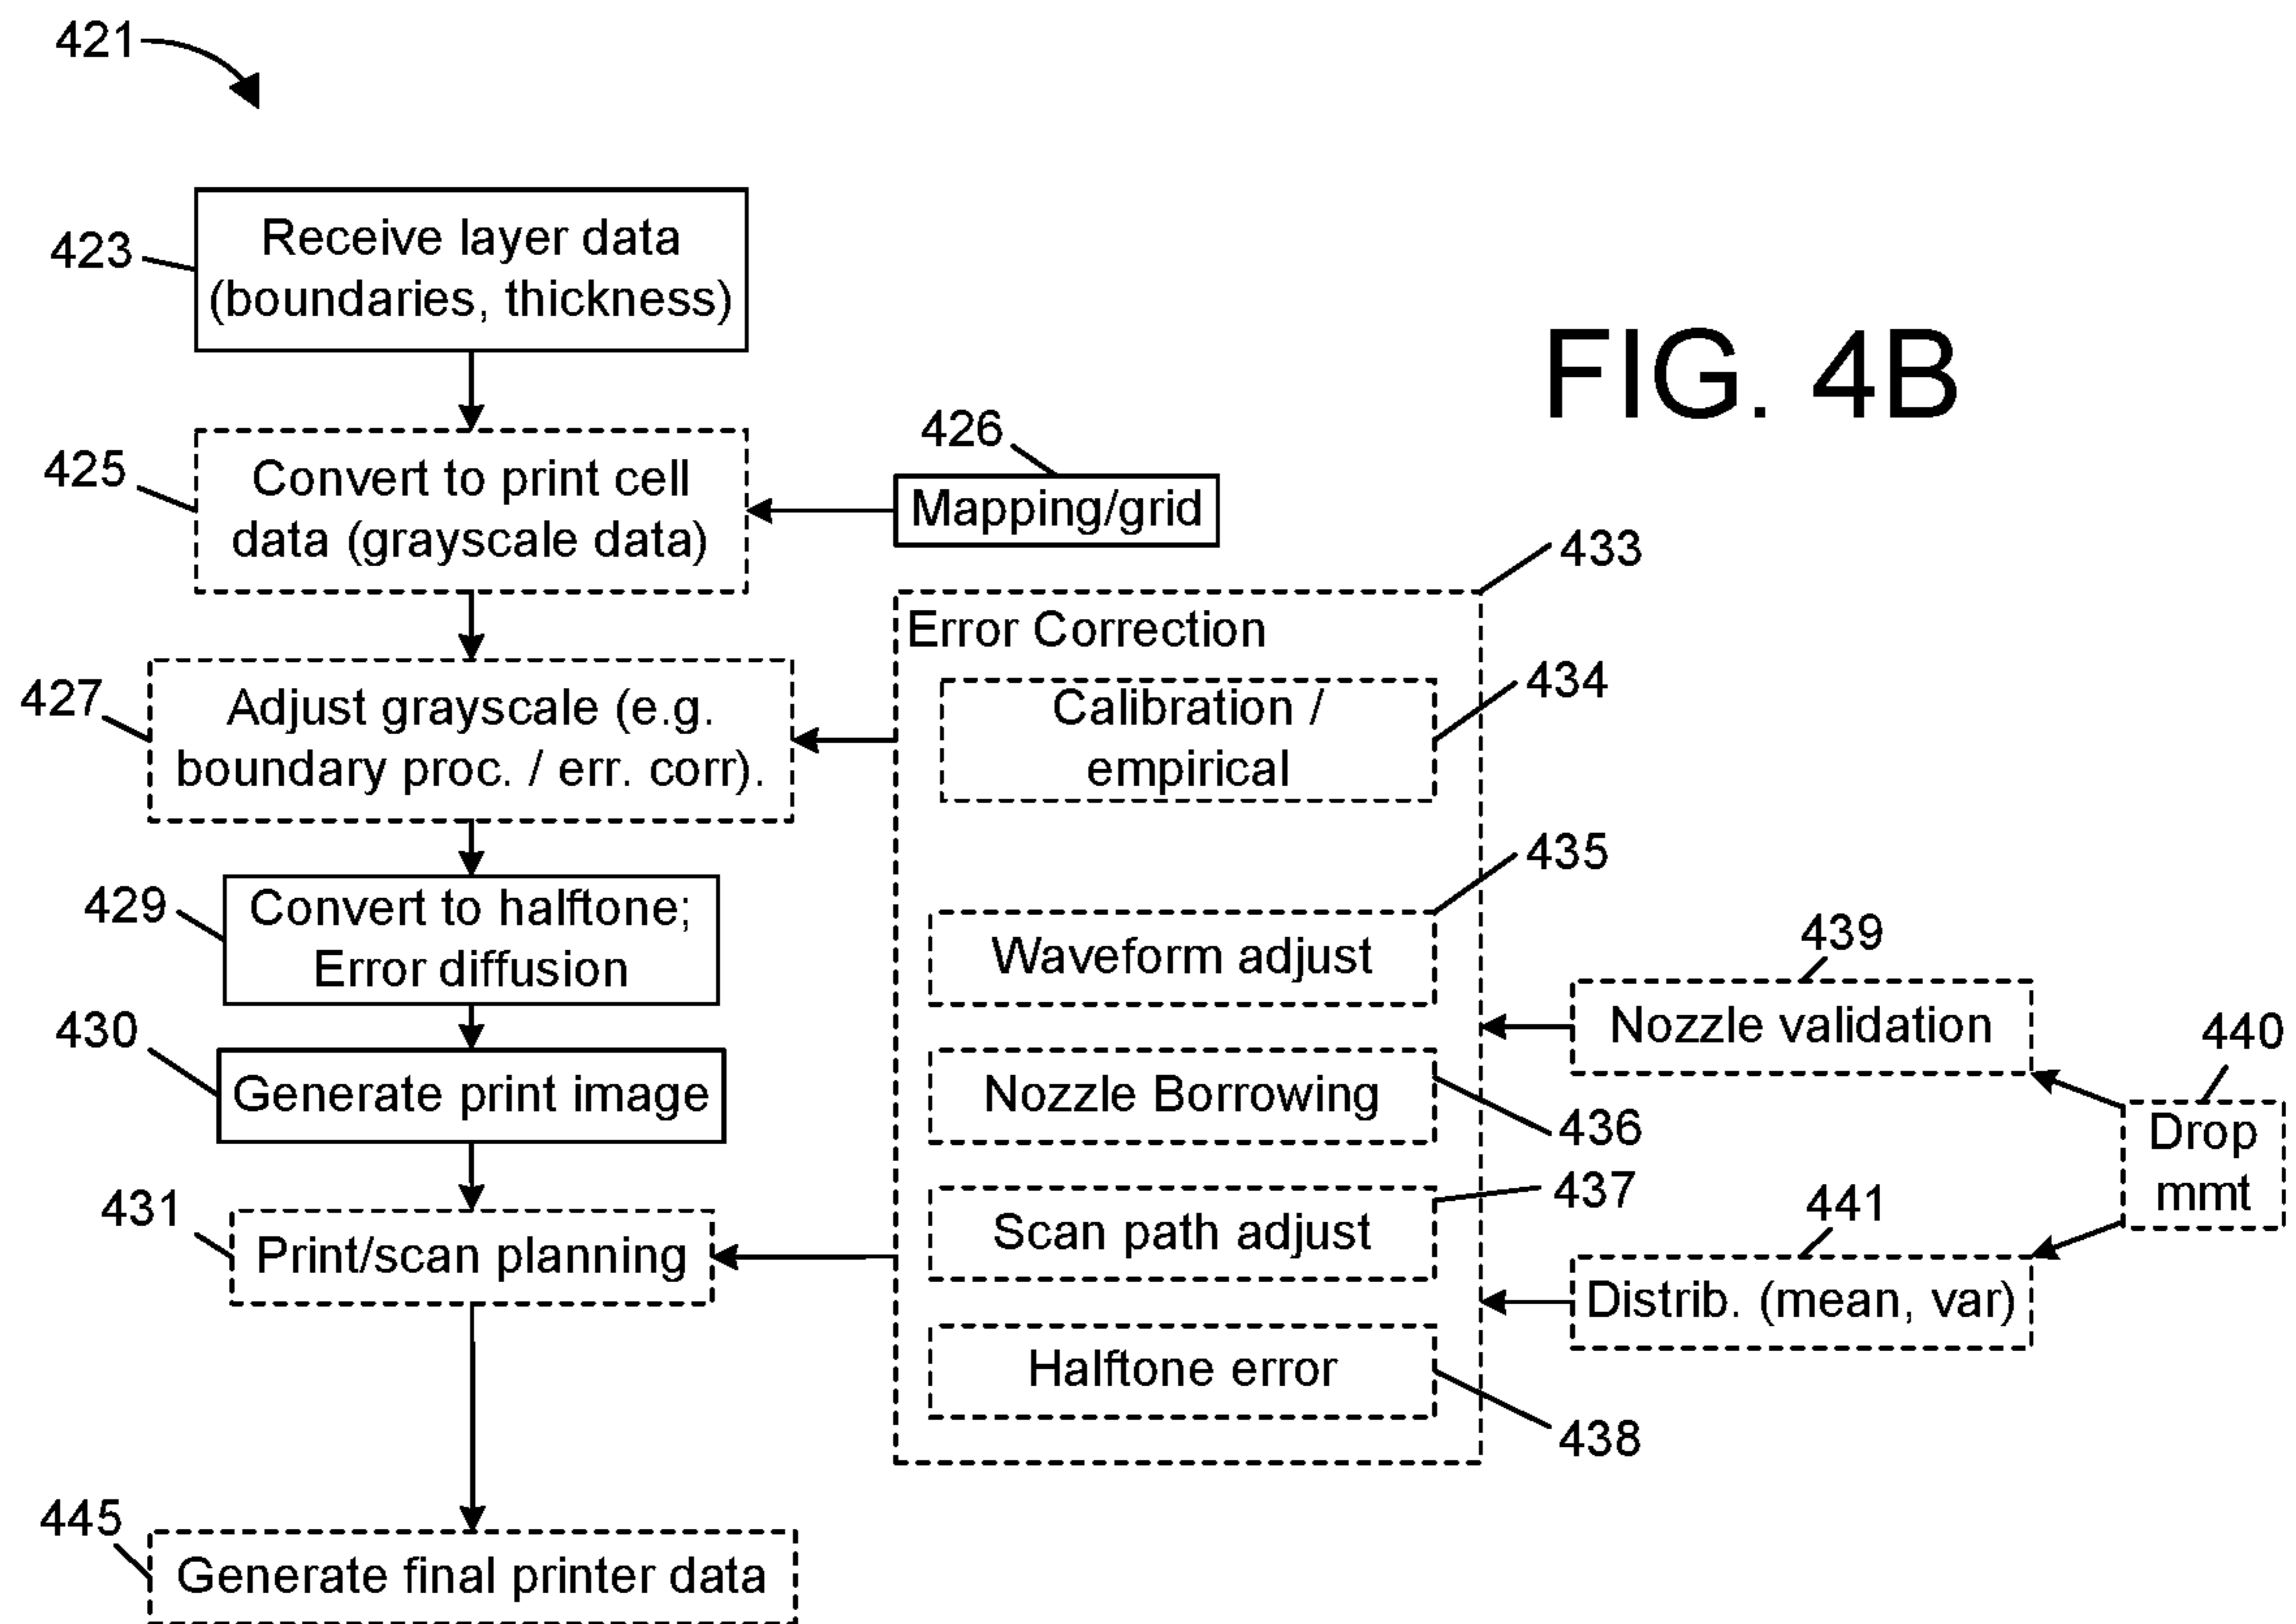 421
423
Receive layer data
(boundaries, thickness)
FIG. 4B
425
Convert to print cell
data (grayscale data)
426
Mapping/grid
433
Error Correction
427
Adjust grayscale (e.g.
boundary proc. / err. corr).
Calibration /
empirical
434
429
Convert to halftone;
Error diffusion
435
Waveform adjust
439
Nozzle validation
430
Generate print image
Nozzle Borrowing
436
440
Drop
mmt
431
Print/scan planning
437
Scan path adjust
441
Distrib. (mean, var)
Halftone error
438
445
Generate final printer data